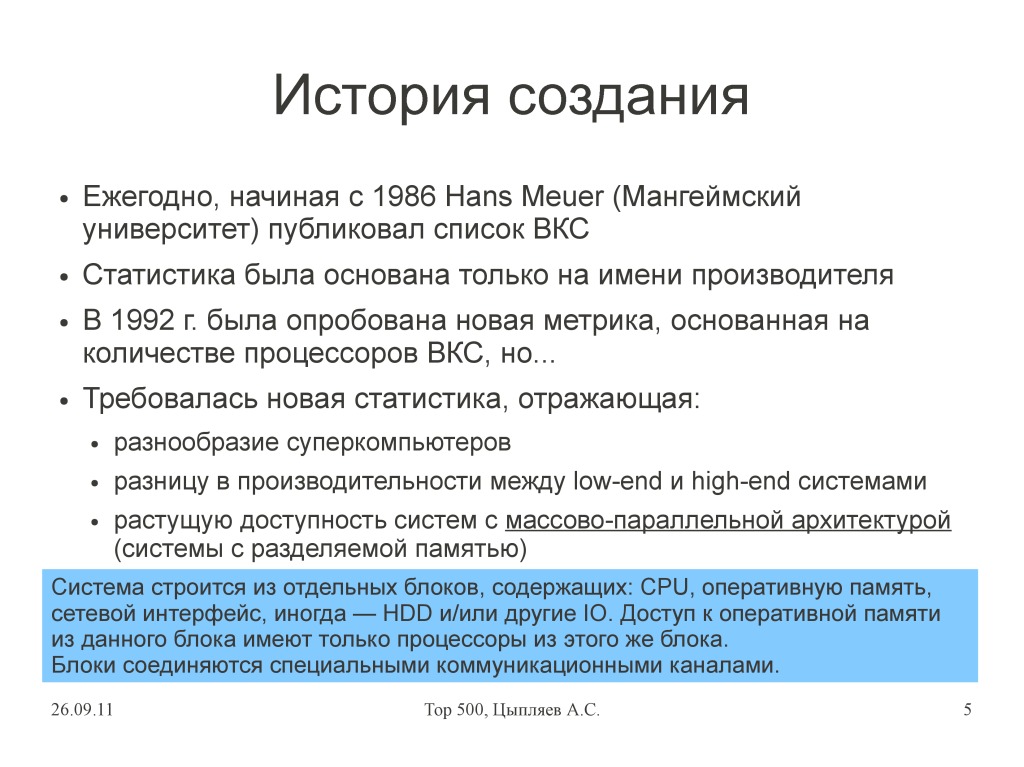 История создания
• Ежегодно, начиная с 1986 Hans Meuer (Мангеймский
университет) публиковал список ВКС
• Статистика была основана только на имени производителя
• В 1992 г. была опробована новая метрика, основанная на
количестве процессоров ВКС, но...
• Требовалась новая статистика, отражающая:
• разнообразие суперкомпьютеров
• разницу в производительности между low-end и high-end системами
• растущую доступность систем с массово-параллельной архитектурой
(системы с разделяемой памятью)
Система строится из отдельных блоков, содержащих: CPU, оперативную память,
сетевой интерфейс, иногда — HDD и/или другие IO. Доступ к оперативной памяти
из данного блока имеют только процессоры из этого же блока.
Блоки соединяются специальными коммуникационными каналами.
26.09.11
Top 500, Цыпляев А.С.
5